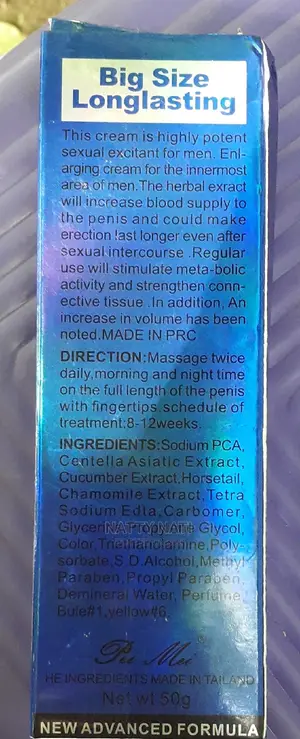 Big Size
Longlasting
This cream is highly potent
sexual excitant for men. Enl-
arging cream for the innermost
area of men.The herbal exract
will increase blood supply to
the penis and could make
erection last longer even after
sexual intercourse .Regular
use will stimulate meta-bolic
activity and strengthen conn-
ective tissue .In addition, An
increase in volume has been
noted.MADE IN PRC
DIRECTION:Massage twice
daily,morning and night time
on the full length of the penis
with fingertips.schedule of
treatment:8-12weeks.
INGREDIENTS:Sodium PCA,
Centella Asiatic Extract,
Cucumber Extract,Horsetail,
Chamomile Extract,Tetra
Sodium Edta,Carbomer,
Glycerine,Propylnate Glycol,
Color,Triethanolamine,Poly-
sorbate,S.D.Alcohol,Methyl
Paraben,Propyl Paraben,
Demineral Water, Perfume,
Bule#1,yellow#6.
Pei Mei®
HE INGREDIENTS MADE IN TAILAND
Net wt 50g
NEW ADVANCED FORMULA